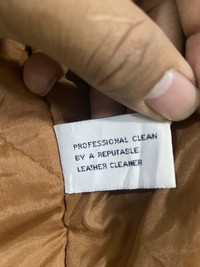 PROFESSIONAL CLEAN
BY A REPUTABLE
LEATHER CLEANER